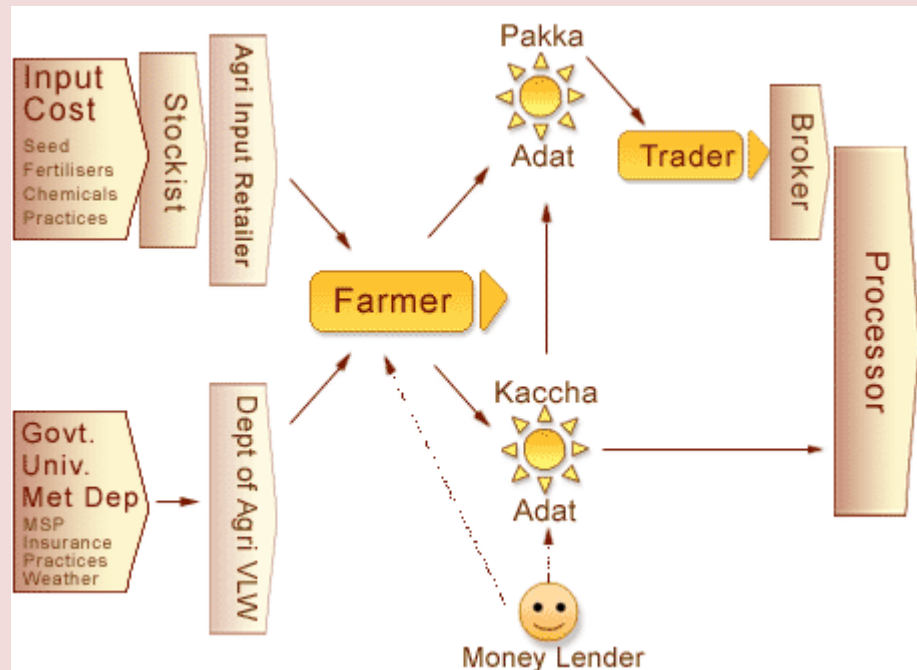 Input
Cost
Seed
Fertilisers
Chemicals
Practices
Stockist
Agri Input Retailer
Pakka
Adat
Trader
Broker
Processor
Farmer
Govt.
Univ.
Met Dep
MSP
Insurance
Practices
Weather
Dept of Agri VLW
Kaccha
Adat
Money Lender